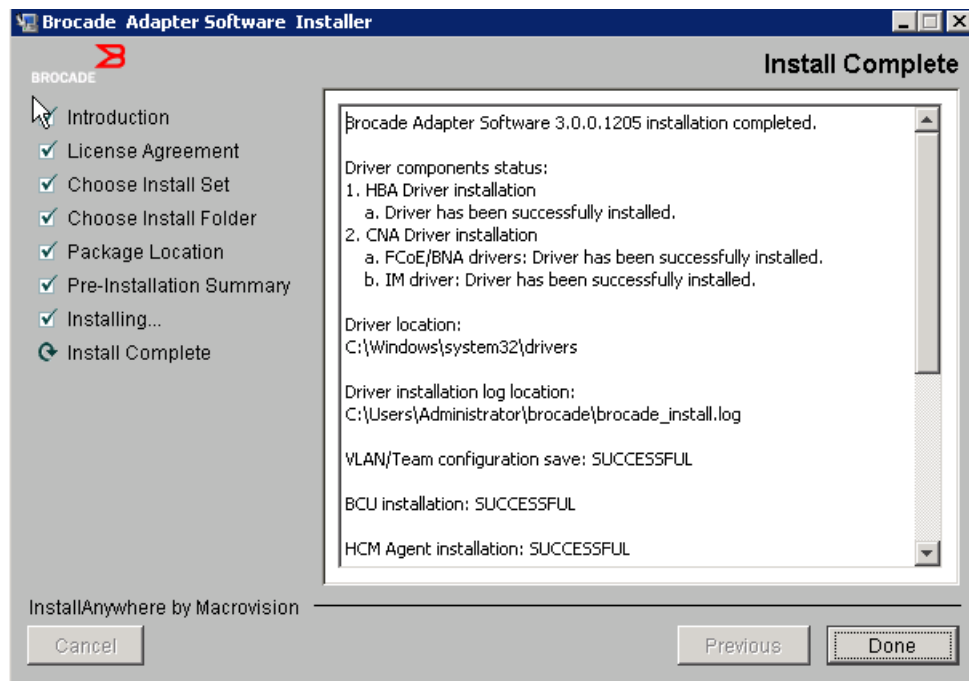 Brocade Adapter Software Installer
BROCADE
Install Complete
Introduction
License Agreement
Choose Install Set
Choose Install Folder
Package Location
Pre-Installation Summary
Installing...
Install Complete
Brocade Adapter Software 3.0.0.1205 installation completed.
Driver components status:
1. HBA Driver installation
a. Driver has been successfully installed.
2. CNA Driver installation
a. FCoE/BNA drivers: Driver has been successfully installed.
b. IM driver: Driver has been successfully installed.
Driver location:
C:\Windows\system32\drivers
Driver installation log location:
C:\Users\Administrator\brocade\brocade_install.log
VLAN/Team configuration save: SUCCESSFUL
BCU installation: SUCCESSFUL
HCM Agent installation: SUCCESSFUL
InstallAnywhere by Macrovision
Cancel
Previous
Done